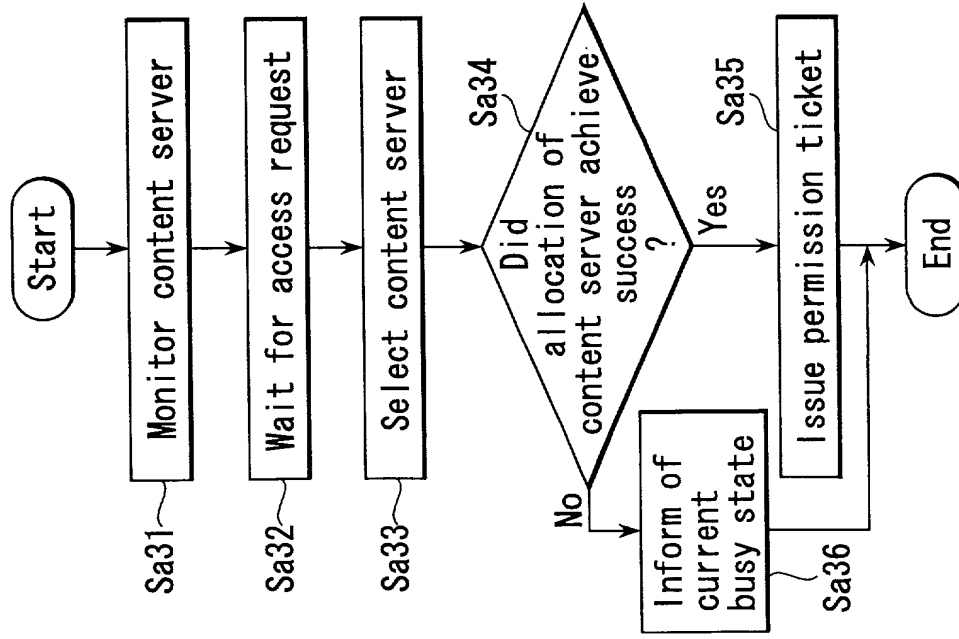 Start
Monitor content server
Sa31
Wait for access request
Sa32
Select content server
Sa33
Did
allocation of
content server achieve
success
?
Sa34
No
Yes
Inform of
current
busy state
Sa36
Issue permission ticket
Sa35
End